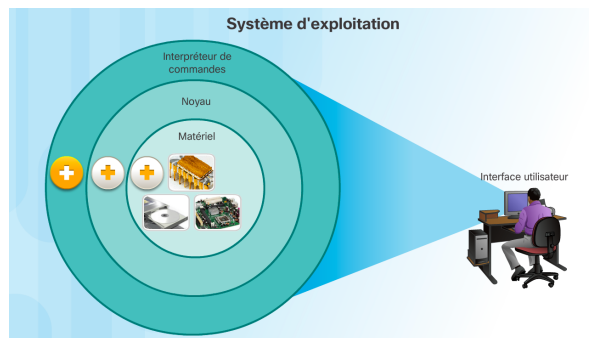 Système d'exploitation
Interpréteur de
commandes
Noyau
Matériel
Interface utilisateur